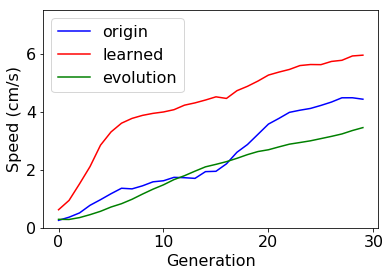 origin
learned
evolution
Speed (cm/s)
6
4
2
0
0 10 20 30
Generation